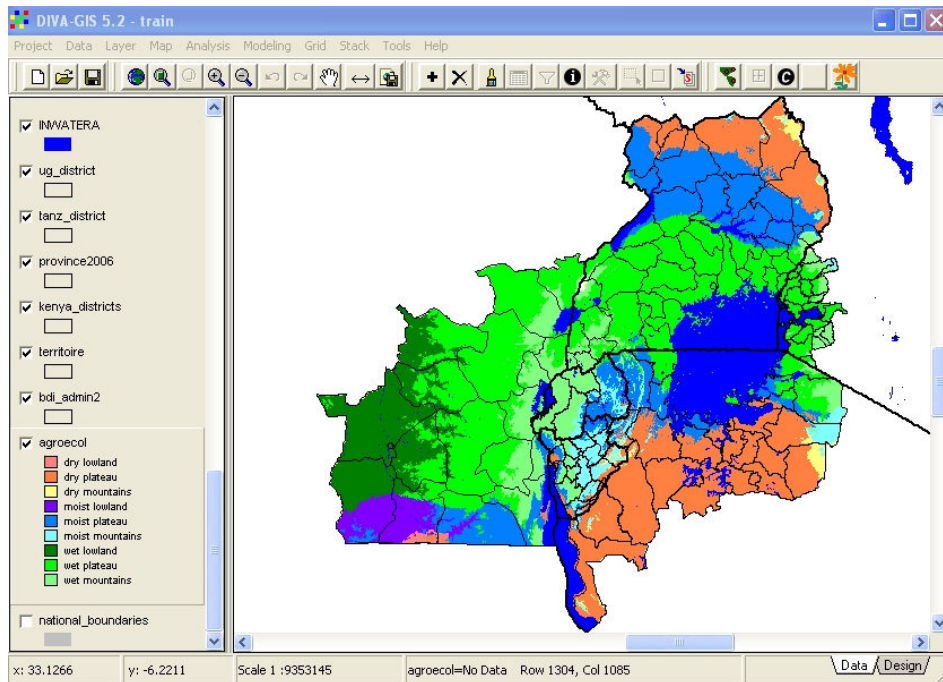 DIVA-GIS 5.2 - train
Project Data Layer Map Analysis Modeling Grid Stack Tools Help
INWATERA
ug_district
tanz_district
province2006
kenya_districts
territoire
bdi_admin2
agroecol
dry lowland
dry plateau
dry mountains
moist lowland
moist plateau
moist mountains
wet lowland
wet plateau
wet mountains
national_boundaries
x: 33.1266 y: -6.2211 Scale 1 :9353145 agroecol=No Data Row 1304, Col 1085 Data Design